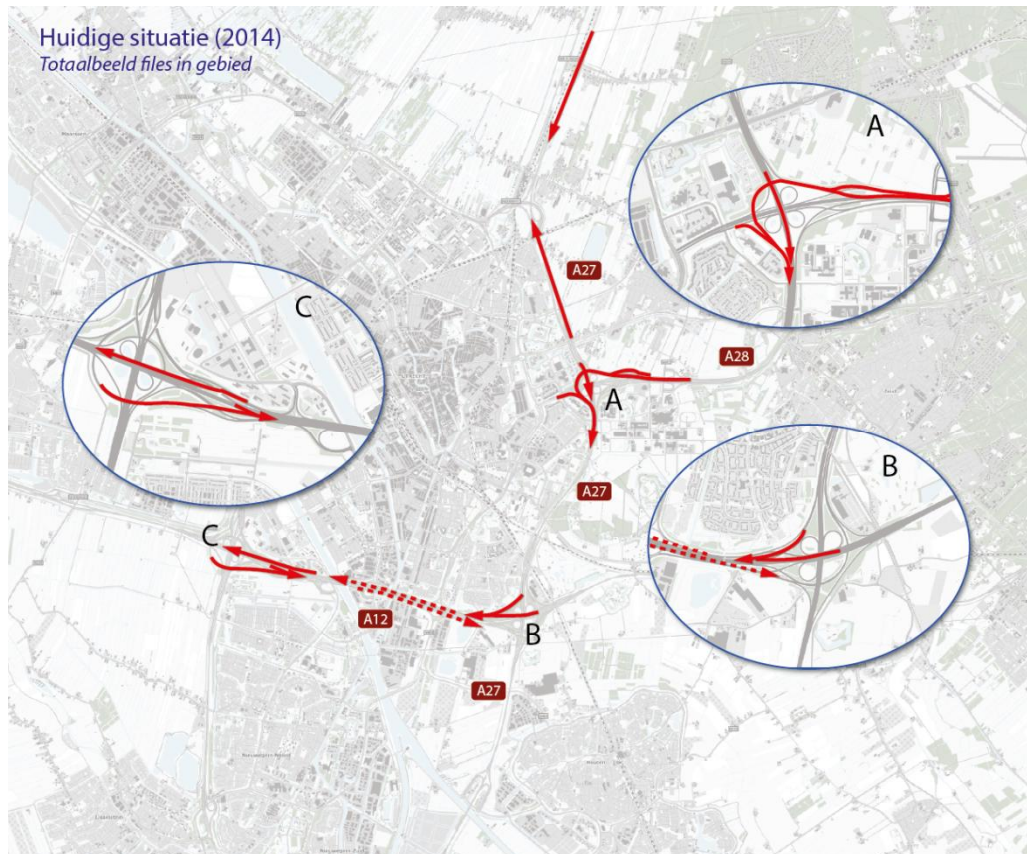 Huidige situatie (2014)
Totaalbeeld files in gebied
A
A27
C
A28
A
B
A27
C
A12
B
A27